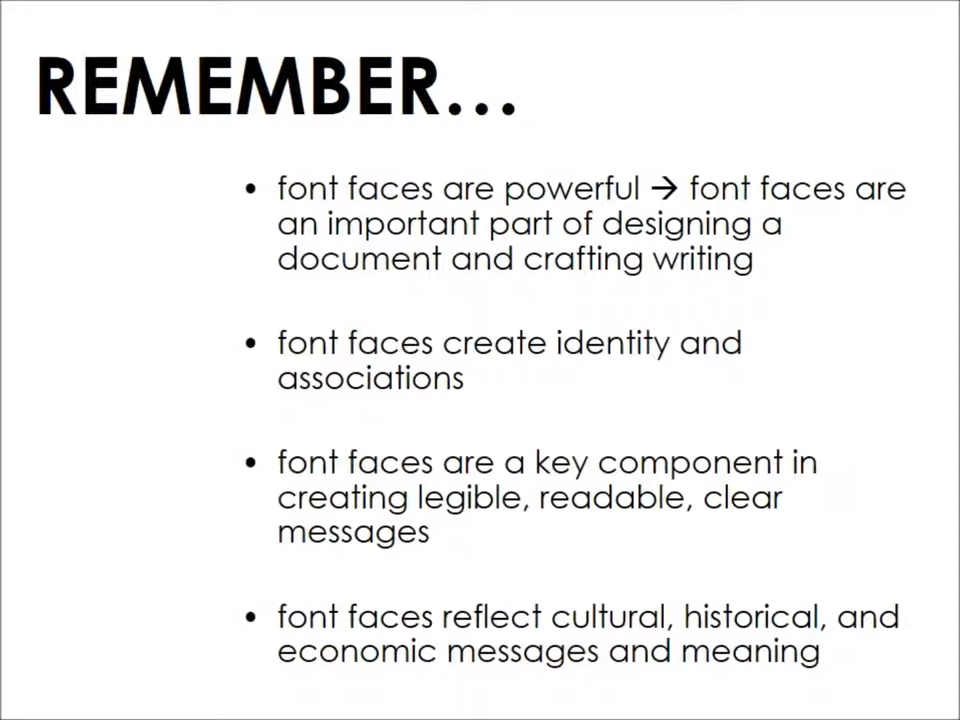 REMEMBER…
• font faces are powerful → font faces are
an important part of designing a
document and crafting writing
• font faces create identity and
associations
• font faces are a key component in
creating legible, readable, clear
messages
• font faces reflect cultural, historical, and
economic messages and meaning